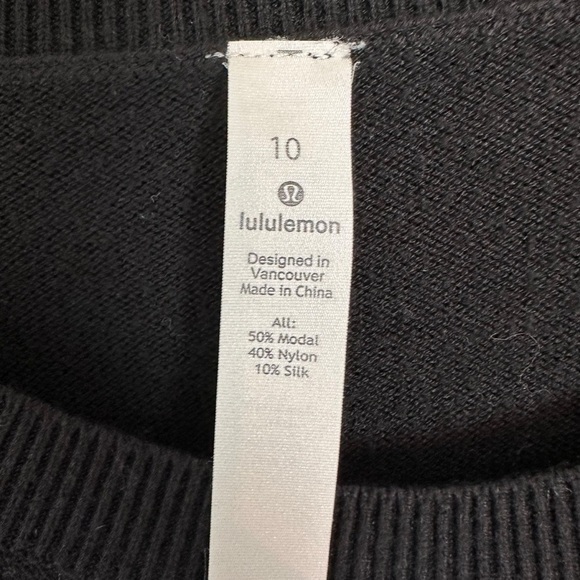 10
lululemon
Designed in
Vancouver
Made in China
All:
50% Modal
40% Nylon
10% Silk